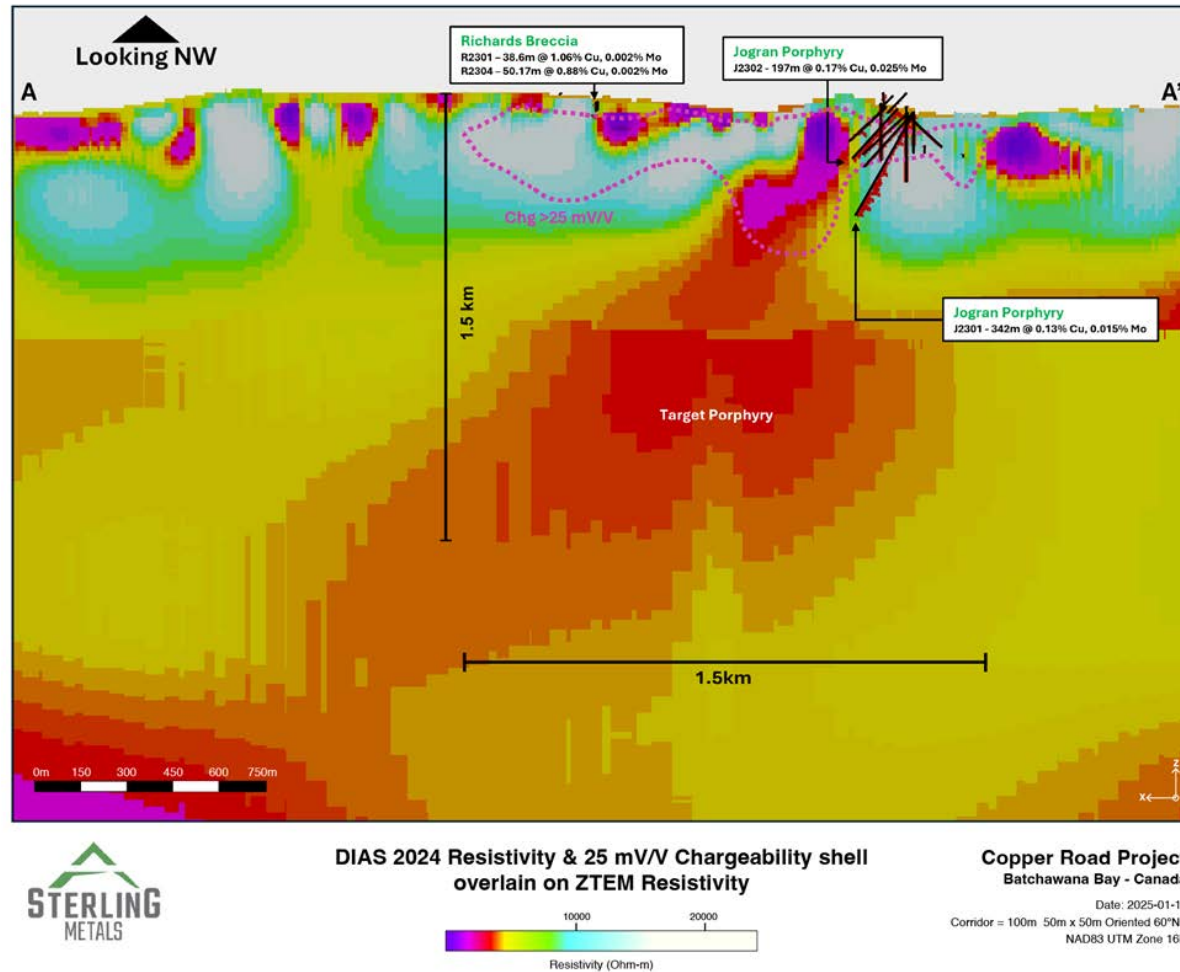 Looking NW
Richards Breccia
R2301 – 38.6m @ 1.06% Cu, 0.002% Mo
R2304 – 50.17m @ 0.88% Cu, 0.002% Mo
Jogran Porphyry
J2302 - 197m @ 0.17% Cu, 0.025% Mo
A
A'
Chg >25 mV/V
1.5 km
Jogran Porphyry
J2301 - 342m @ 0.13% Cu, 0.015% Mo
Target Porphyry
1.5km
0m 150 300 450 600 750m
Z
X
STERLING
METALS
DIAS 2024 Resistivity & 25 mV/V Chargeability shell
overlain on ZTEM Resistivity
10000 20000
Resistivity (Ohm-m)
Copper Road Project
Batchawana Bay - Canada
Date: 2025-01-1
Corridor = 100m 50m x 50m Oriented 60°N
NAD83 UTM Zone 16